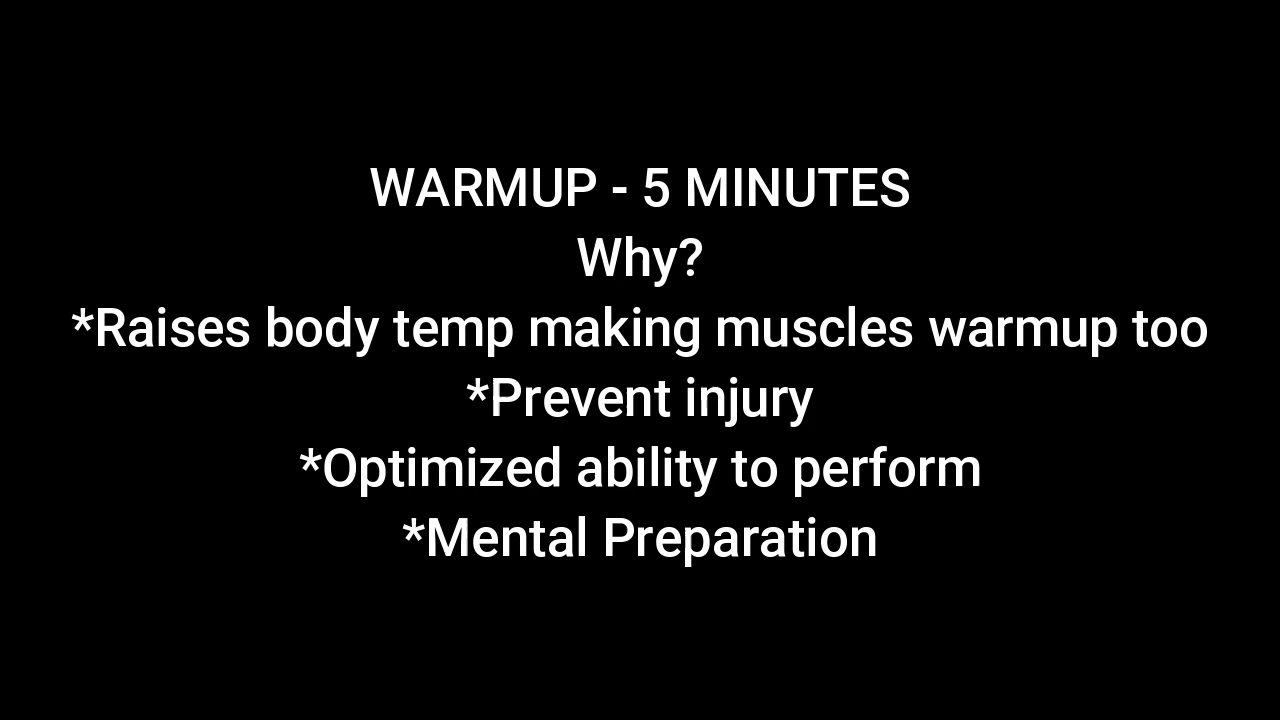 WARMUP - 5 MINUTES
Why?
*Raises body temp making muscles warmup too
*Prevent injury
*Optimized ability to perform
*Mental Preparation